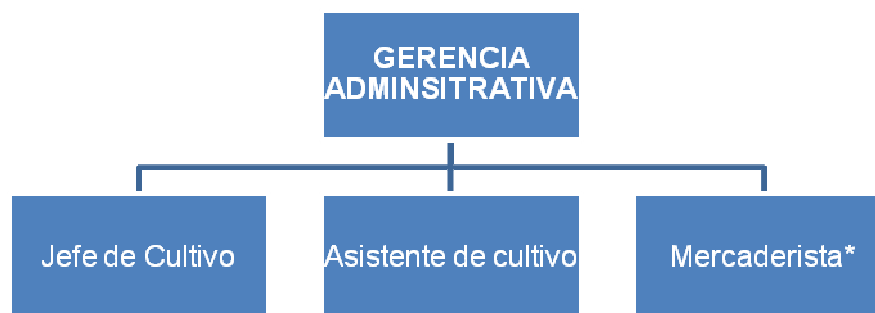 GERENCIA
ADMINSITRATIVA
Jefe de Cultivo
Asistente de cultivo
Mercaderista*